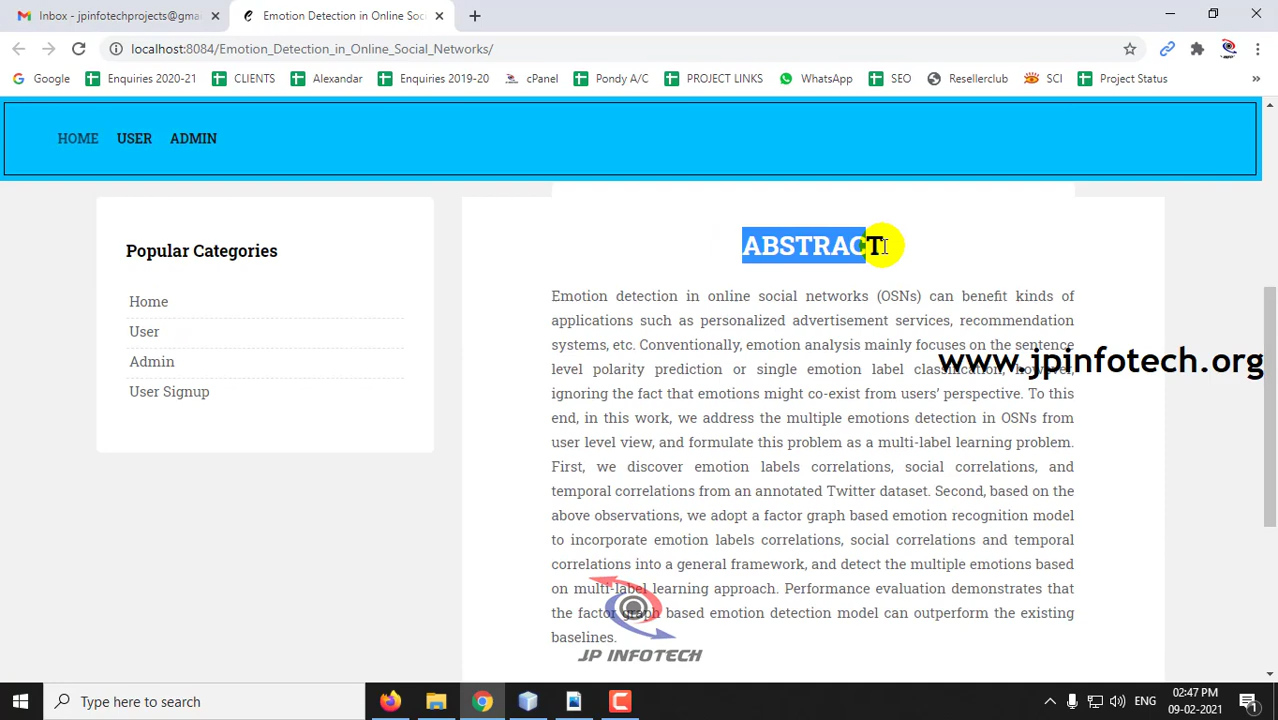 Inbox - jpinfotechprojects@gma
Emotion Detection in Online Soc
localhost:8084/Emotion_Detection_in_Online_Social_Networks/
Google
Enquiries 2020-21
CLIENTS
Alexandar
Enquiries 2019-20
cPanel
Pondy A/C
PROJECT LINKS
WhatsApp
SEO
Resellerclub
SCI
Project Status
»
HOME USER ADMIN
Popular Categories
Home
User
Admin
User Signup
ABSTRACT
Emotion detection in online social networks (OSNs) can benefit kinds of
applications such as personalized advertisement services, recommendation
systems, etc. Conventionally, emotion analysis mainly focuses on the sentence
level polarity prediction or single emotion label classification, however,
ignoring the fact that emotions might co-exist from users' perspective. To this
end, in this work, we address the multiple emotions detection in OSNs from
user level view, and formulate this problem as a multi-label learning problem.
First, we discover emotion labels correlations, social correlations, and
temporal correlations from an annotated Twitter dataset. Second, based on the
above observations, we adopt a factor graph based emotion recognition model
to incorporate emotion labels correlations, social correlations and temporal
correlations into a general framework, and detect the multiple emotions based
on multi-label learning approach. Performance evaluation demonstrates that
the factor graph based emotion detection model can outperform the existing
baselines.
www.jpinfotech.org
JP INFOTECH
Type here to search
ENG
02:47 PM
09-02-2021
1